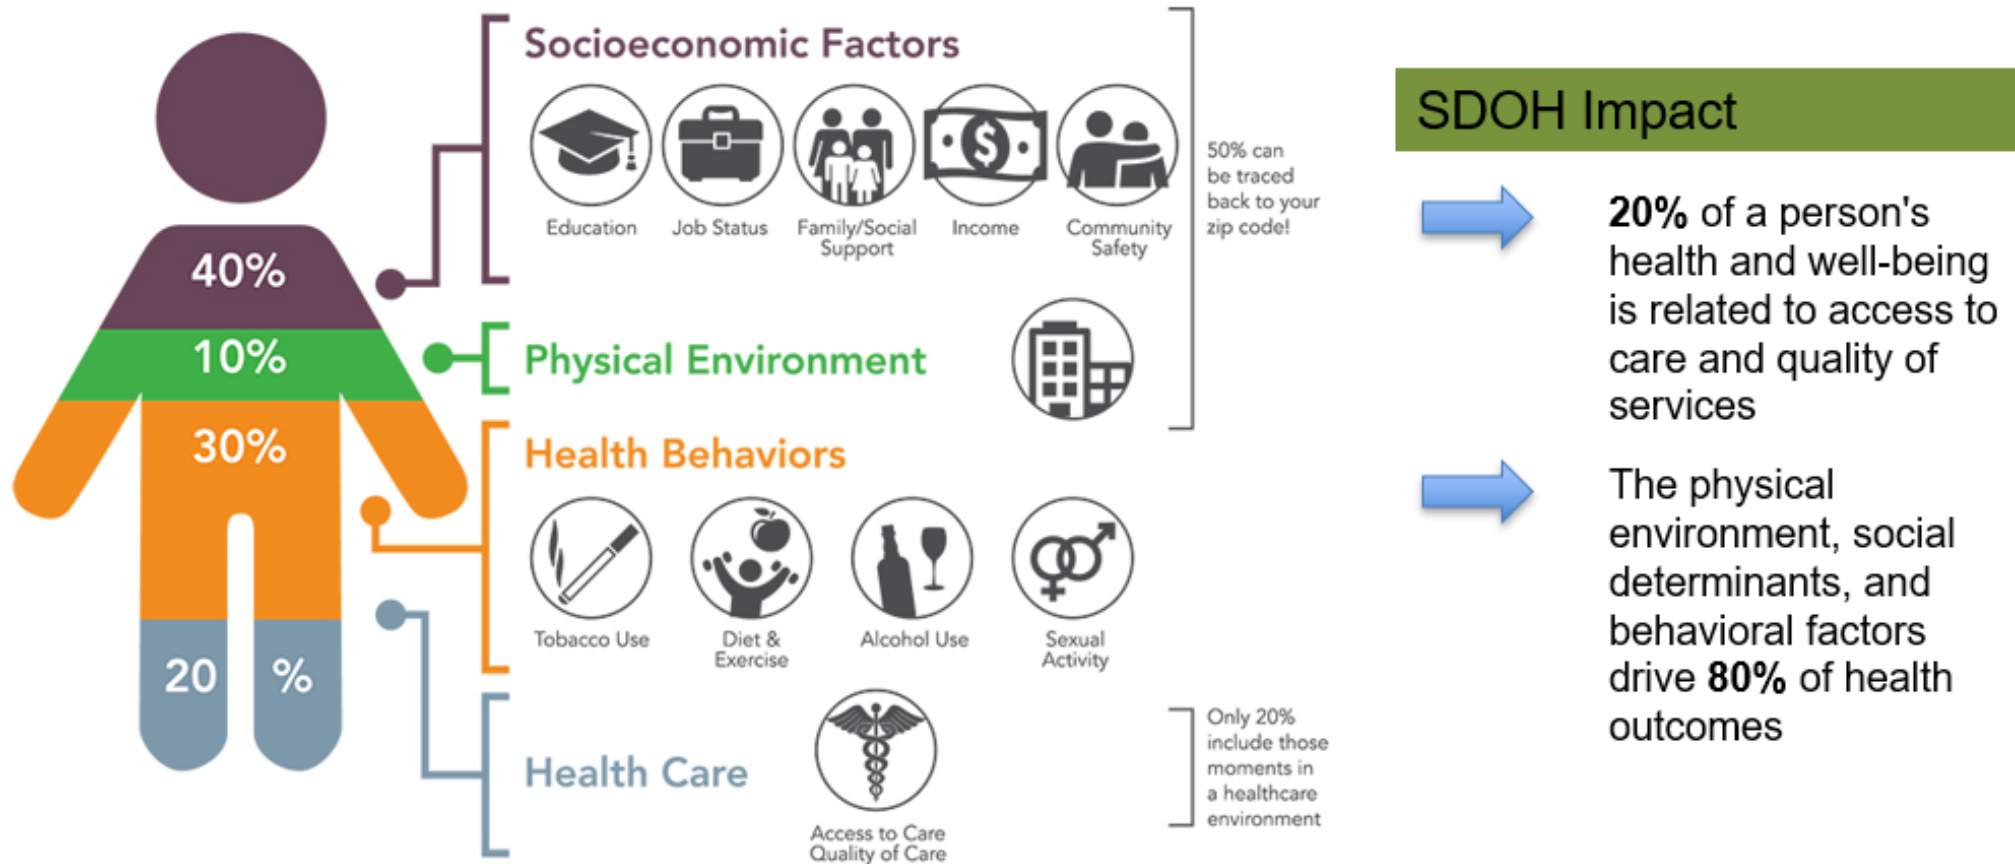 Socioeconomic Factors
Education
Job Status
Family/Social
Support
Income
Community
Safety
50% can
be traced
back to your
zip code!
40%
10%
Physical Environment
30%
Health Behaviors
Tobacco Use
Diet &
Exercise
Alcohol Use
Sexual
Activity
20 %
Health Care
Access to Care
Quality of Care
Only 20%
include those
moments in
a healthcare
environment
SDOH Impact
20% of a person's
health and well-being
is related to access to
care and quality of
services
The physical
environment, social
determinants, and
behavioral factors
drive 80% of health
outcomes